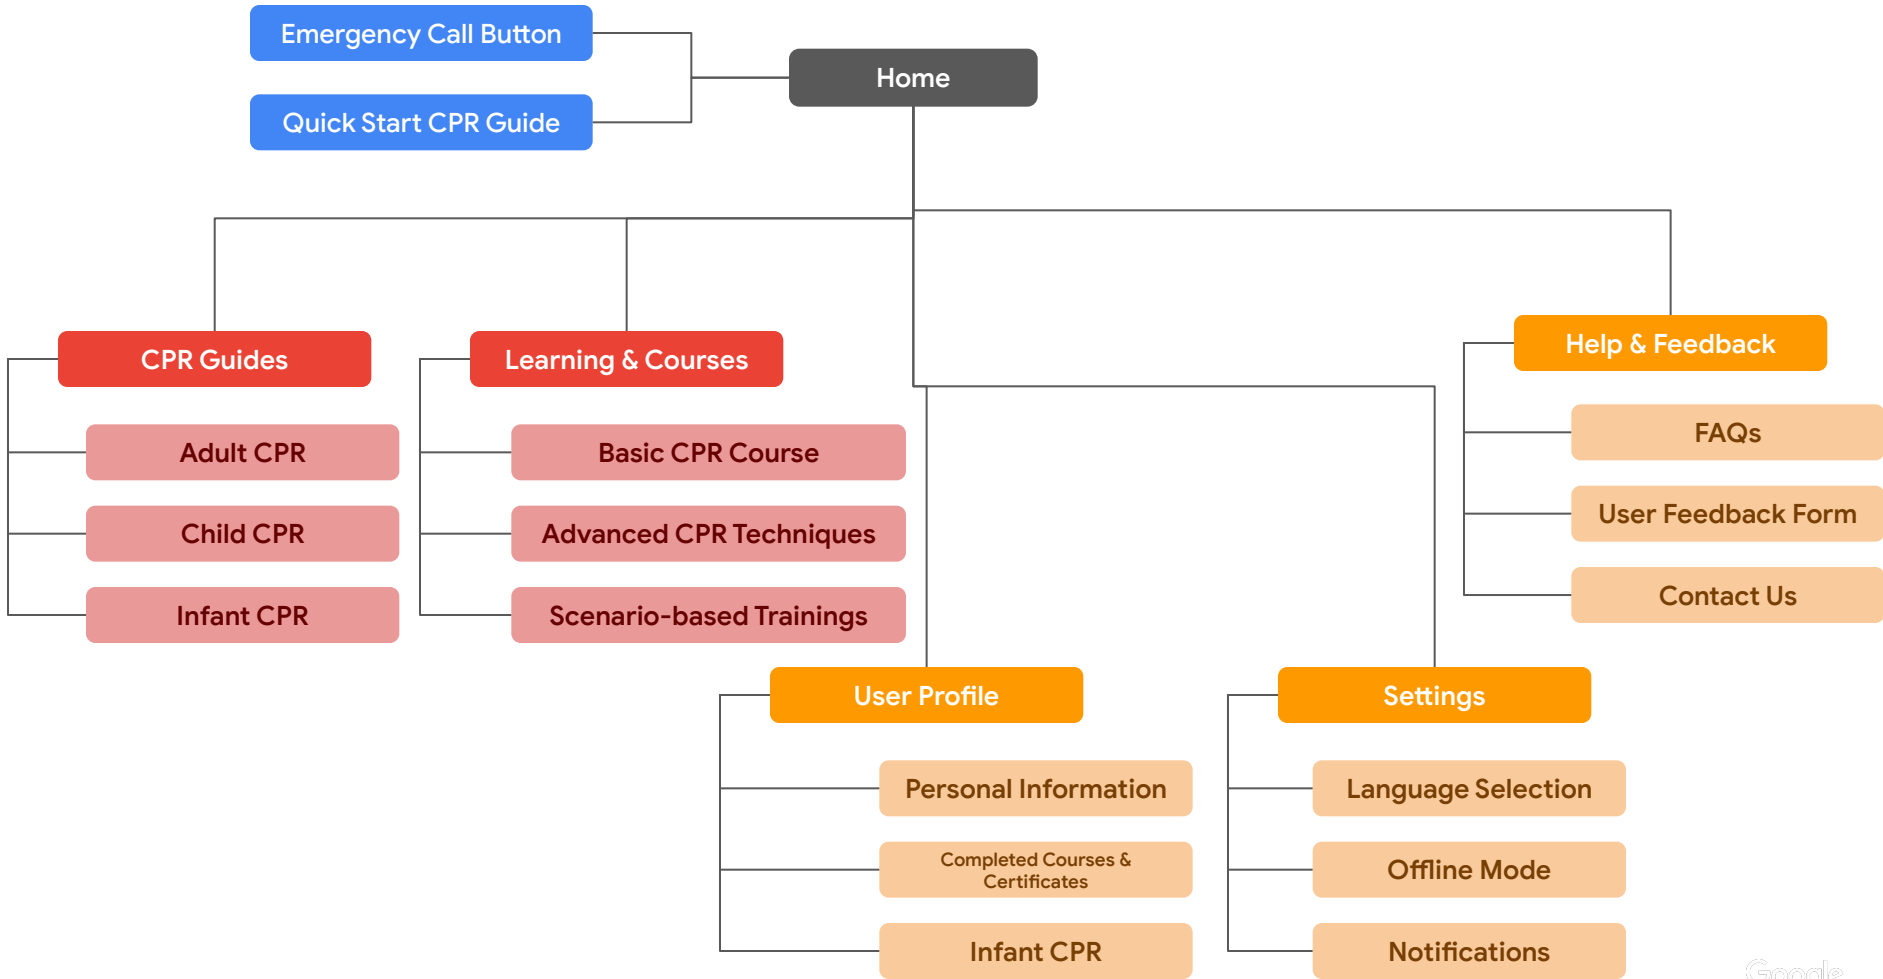 Emergency Call Button
Home
Quick Start CPR Guide
CPR Guides
Adult CPR
Child CPR
Infant CPR
Learning & Courses
Basic CPR Course
Advanced CPR Techniques
Scenario-based Trainings
Help & Feedback
FAQs
User Feedback Form
Contact Us
User Profile
Personal Information
Completed Courses &
Certificates
Infant CPR
Settings
Language Selection
Offline Mode
Notifications
Google